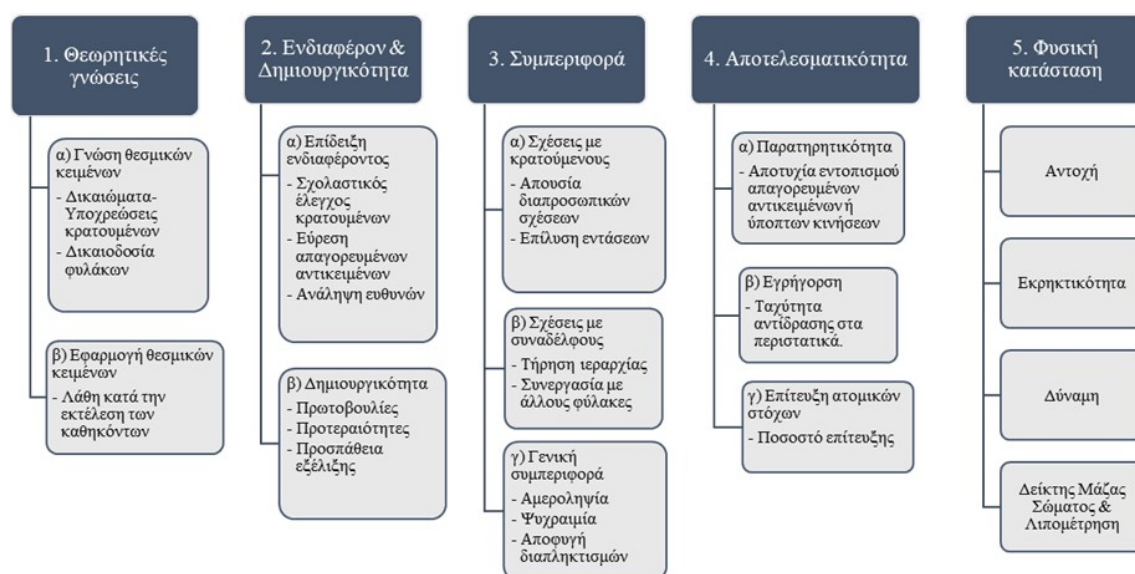 1. Θεωρητικές
γνώσεις
α) Γνώση θεσμικών
κειμένων
- Δικαιώματα-
Υποχρεώσεις
κρατουμένων
- Δικαιοδοσία
φυλάκων
β) Εφαρμογή θεσμικών
κειμένων
- Λάθη κατά την
εκτέλεση των
καθηκόντων
2. Ενδιαφέρον &
Δημιουργικότητα
α) Επίδειξη
ενδιαφέροντος
- Σχολαστικός
έλεγχος
κρατουμένων
- Εύρεση
απαγορευμένων
αντικειμένων
- Ανάληψη ευθυνών
β) Δημιουργικότητα
- Πρωτοβουλίες
- Προτεραιότητες
- Προσπάθεια
εξέλιξης
3. Συμπεριφορά
α) Σχέσεις με
κρατούμενους
- Απουσία
διαπροσωπικών
σχέσεων
- Επίλυση εντάσεων
β) Σχέσεις με
συναδέλφους
- Τήρηση ιεραρχίας
- Συνεργασία με
άλλους φύλακες
γ) Γενική
συμπεριφορά
- Αμεροληψία
- Ψυχραιμία
- Αποφυγή
διαπληκτισμών
4. Αποτελεσματικότητα
α) Παρατηρητικότητα
- Αποτυχία εντοπισμού
απαγορευμένων
αντικειμένων ή
ύποπτων κινήσεων
β) Εγρήγορση
- Ταχύτητα
αντίδρασης στα
περιστατικά.
γ) Επίτευξη ατομικών
στόχων
- Ποσοστό επίτευξης
5. Φυσική
κατάσταση
Αντοχή
Εκρηκτικότητα
Δύναμη
Δείκτης Μάζας
Σώματος &
Λιπομέτρηση